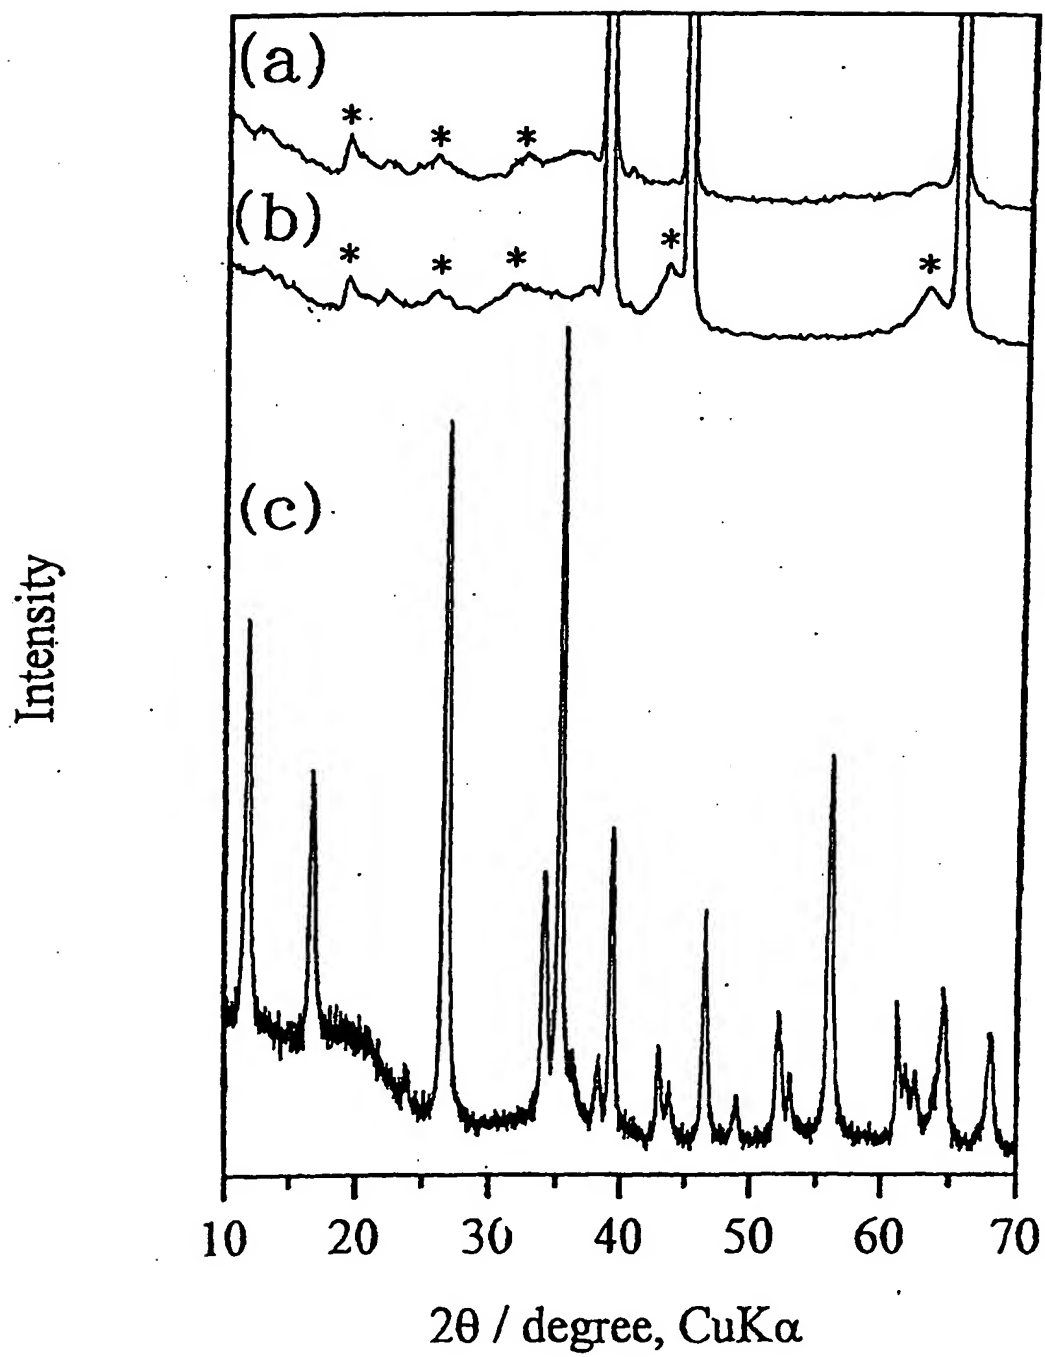 (a)
* * *
(b)
* * * * *
(c)
Intensity
10 20 30 40 50 60 70
2θ / degree, CuKα